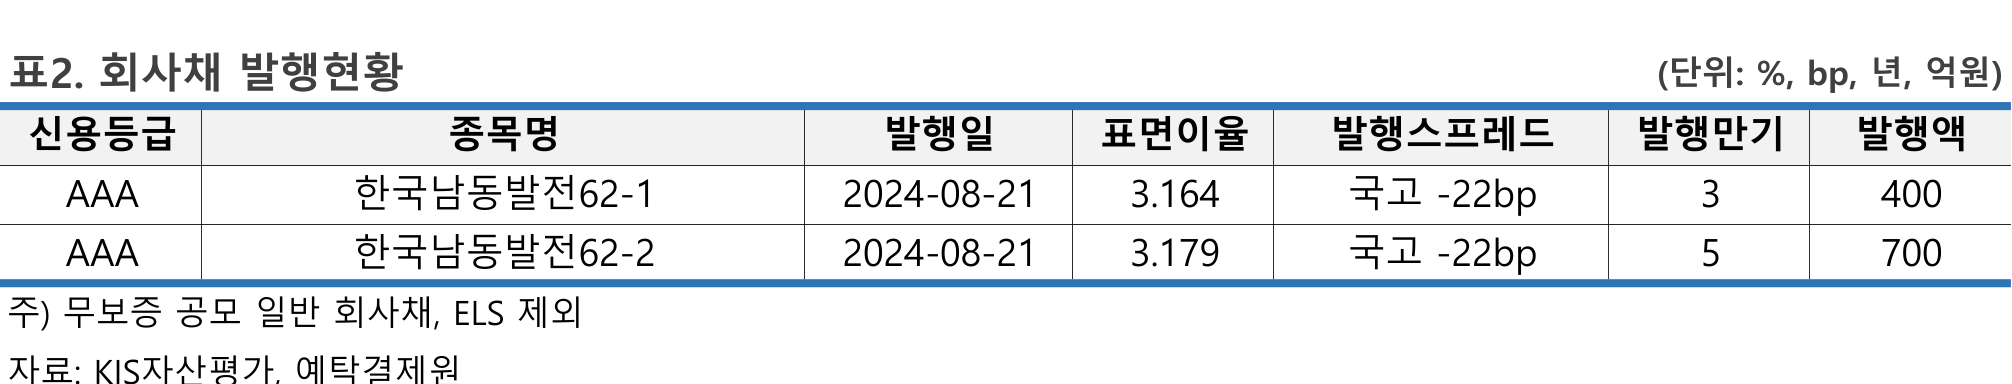 표2. 회사채 발행현황 (단위: %, bp, 년, 억원)
신용등급 종목명 발행일 표면이율 발행스프레드 발행만기 발행액
AAA 한국남동발전62-1 2024-08-21 3.164 국고 -22bp 3 400
AAA 한국남동발전62-2 2024-08-21 3.179 국고 -22bp 5 700
주) 무보증 공모 일반 회사채, ELS 제외
자료: KIS자산평가, 예탁결제원